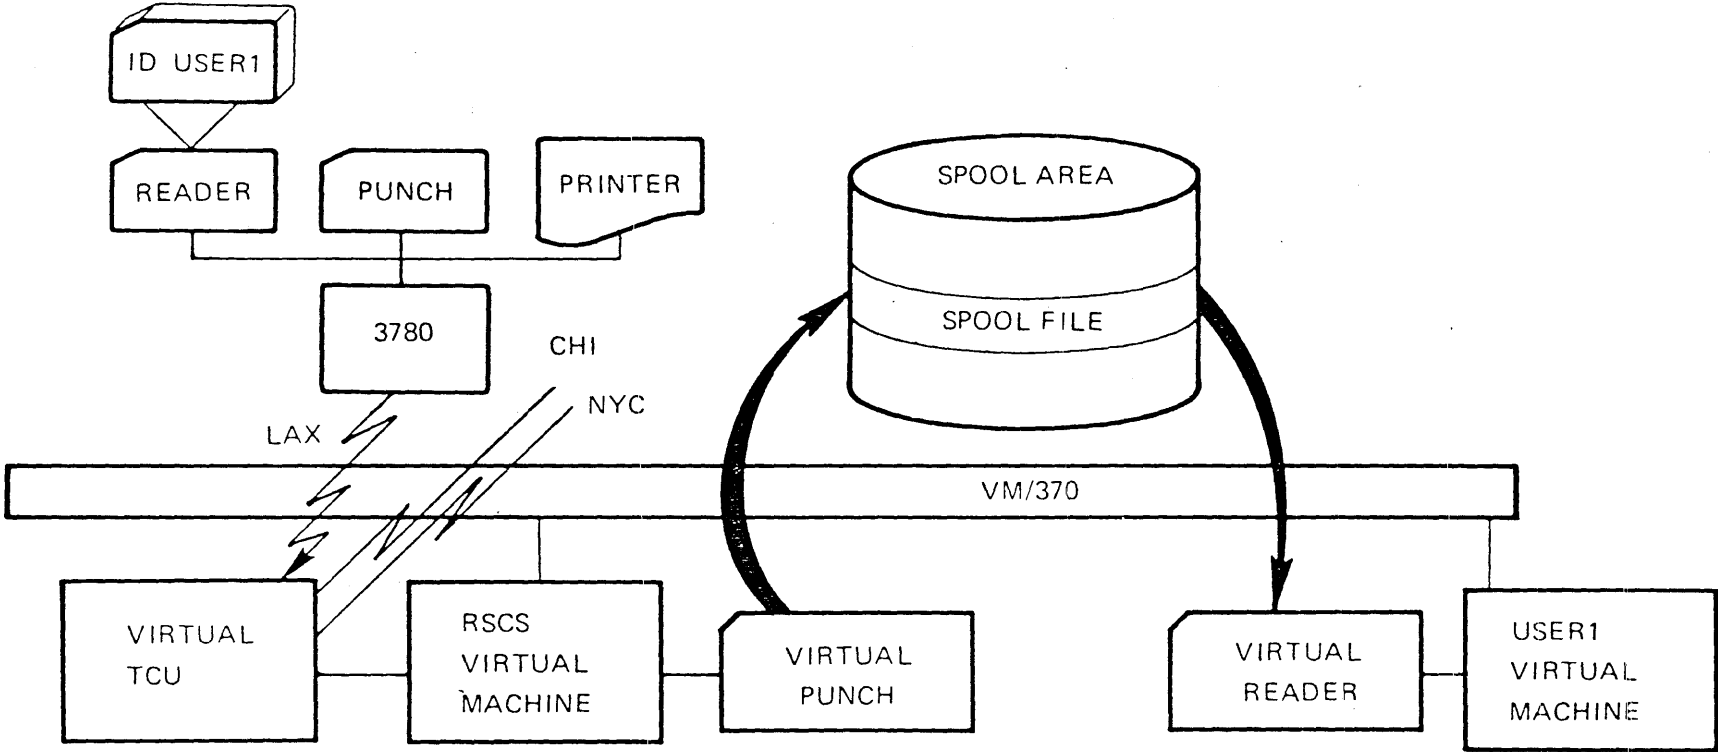 ID USER1
READER
PUNCH
PRINTER
SPOOL AREA
3780
SPOOL FILE
CHI
NYC
LAX
VM/370
VIRTUAL
TCU
RSCS
VIRTUAL
MACHINE
VIRTUAL
PUNCH
VIRTUAL
READER
USER1
VIRTUAL
MACHINE